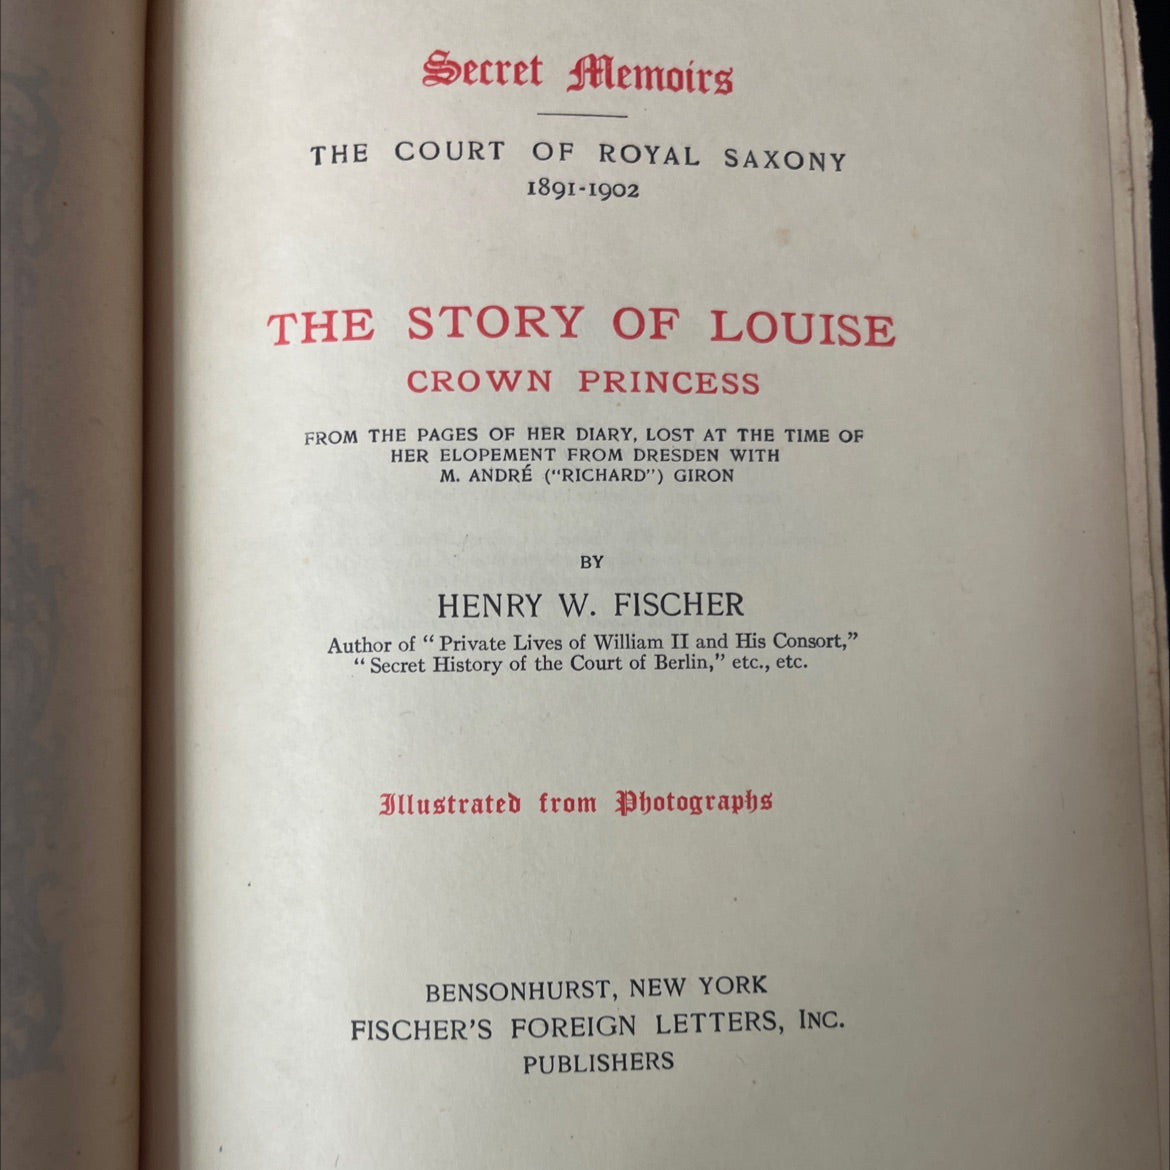 Secret Memoirs
THE COURT OF ROYAL SAXONY
1891-1902
THE STORY OF LOUISE
CROWN PRINCESS
FROM THE PAGES OF HER DIARY, LOST AT THE TIME OF
HER ELOPEMENT FROM DRESDEN WITH
M. ANDRÉ ("RICHARD") GIRON
BY
HENRY W. FISCHER
Author of “Private Lives of William II and His Consort,”
“Secret History of the Court of Berlin,” etc., etc.
Illustrated from Photographs
BENSONHURST, NEW YORK
FISCHER'S FOREIGN LETTERS, INC.
PUBLISHERS